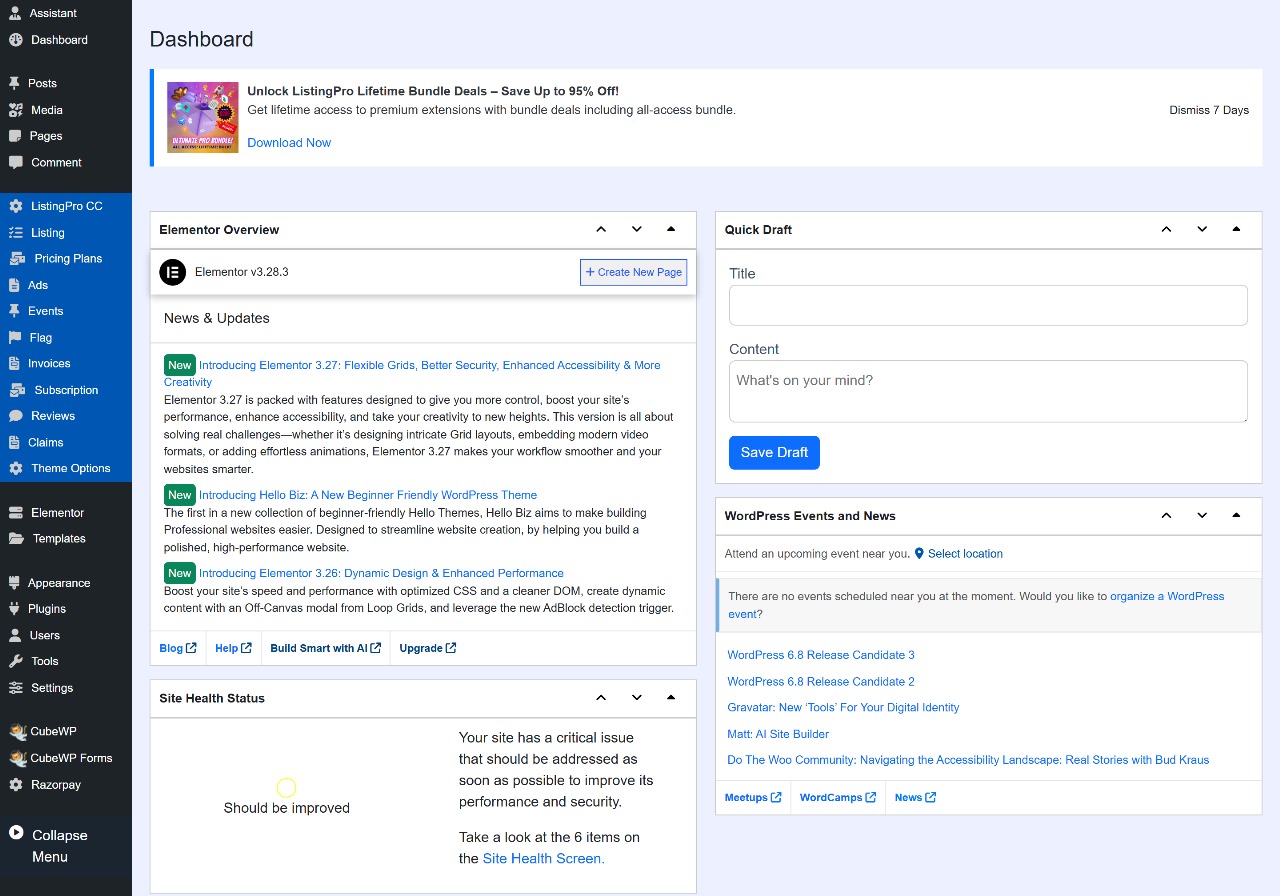 Assistant
Dashboard
Posts
Media
Pages
Comment
ListingPro CC
Listing
Pricing Plans
Ads
Events
Flag
Invoices
Subscription
Reviews
Claims
Theme Options
Elementor
Templates
Appearance
Plugins
Users
Tools
Settings
CubeWP
CubeWP Forms
Razorpay
Collapse
Menu
Dashboard
ULTIMATE PRO BUNDLE!
Unlock ListingPro Lifetime Bundle Deals – Save Up to 95% Off!
Get lifetime access to premium extensions with bundle deals including all-access bundle.
Download Now
Dismiss 7 Days
Elementor Overview
Elementor v3.28.3
+ Create New Page
News & Updates
New Introducing Elementor 3.27: Flexible Grids, Better Security, Enhanced Accessibility & More
Creativity
Elementor 3.27 is packed with features designed to give you more control, boost your site’s
performance, enhance accessibility, and take your creativity to new heights. This version is all about
solving real challenges—whether it’s designing intricate Grid layouts, embedding modern video
formats, or adding effortless animations, Elementor 3.27 makes your workflow smoother and your
websites smarter.
New Introducing Hello Biz: A New Beginner Friendly WordPress Theme
The first in a new collection of beginner-friendly Hello Themes, Hello Biz aims to make building
Professional websites easier. Designed to streamline website creation, by helping you build a
polished, high-performance website.
New Introducing Elementor 3.26: Dynamic Design & Enhanced Performance
Boost your site’s speed and performance with optimized CSS and a cleaner DOM, create dynamic
content with an Off-Canvas modal from Loop Grids, and leverage the new AdBlock detection trigger.
Blog Help Build Smart with AI Upgrade
Site Health Status
Should be improved
Your site has a critical issue
that should be addressed as
soon as possible to improve its
performance and security.
Take a look at the 6 items on
the Site Health Screen.
Quick Draft
Title
Content
What's on your mind?
Save Draft
WordPress Events and News
Attend an upcoming event near you. Select location
There are no events scheduled near you at the moment. Would you like to organize a WordPress
event?
WordPress 6.8 Release Candidate 3
WordPress 6.8 Release Candidate 2
Gravatar: New ‘Tools’ For Your Digital Identity
Matt: AI Site Builder
Do The Woo Community: Navigating the Accessibility Landscape: Real Stories with Bud Kraus
Meetups WordCamps News